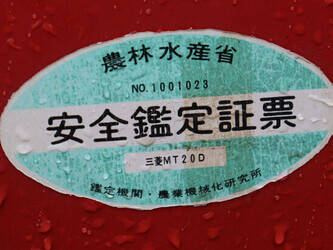 農林水産省
NO.1001023
安全鑑定証票
三菱MT20D
鑑定機関・農業機械化研究所